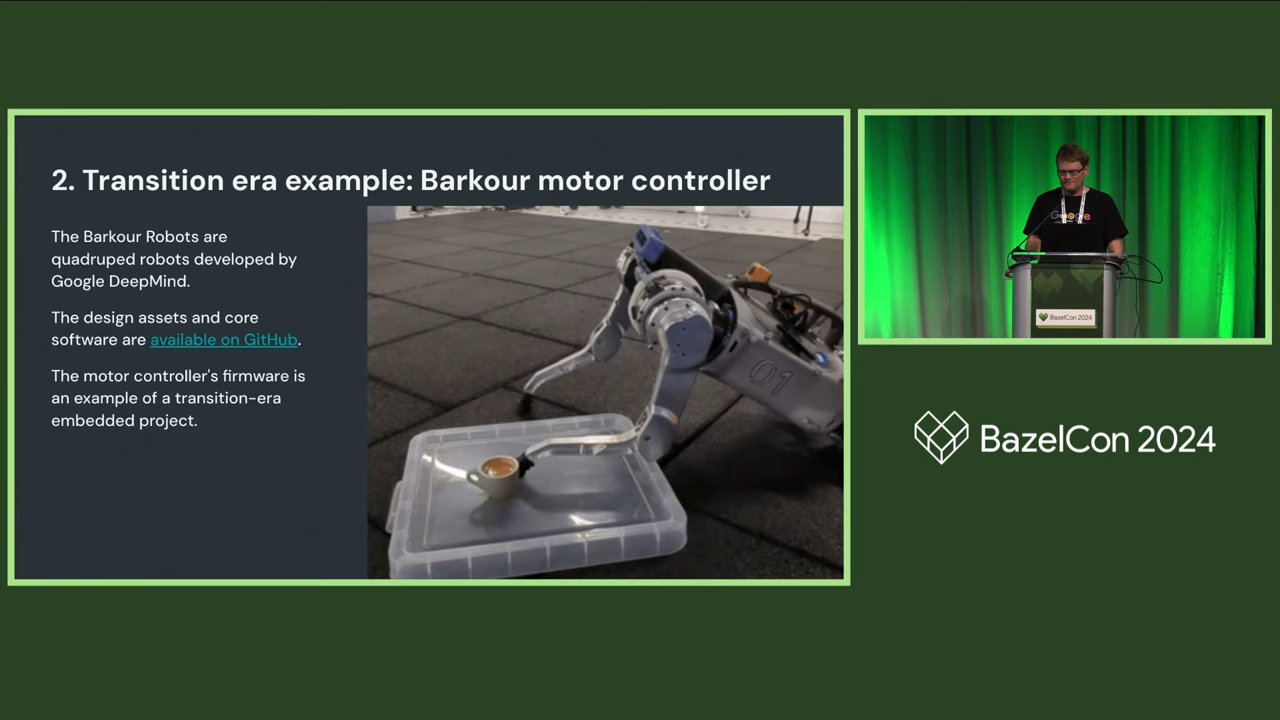 2. Transition era example: Barkour motor controller
The Barkour Robots are
quadruped robots developed by
Google DeepMind.
The design assets and core
software are available on GitHub.
The motor controller's firmware is
an example of a transition-era
embedded project.
01
Google
BazelCon 2024
BazelCon 2024